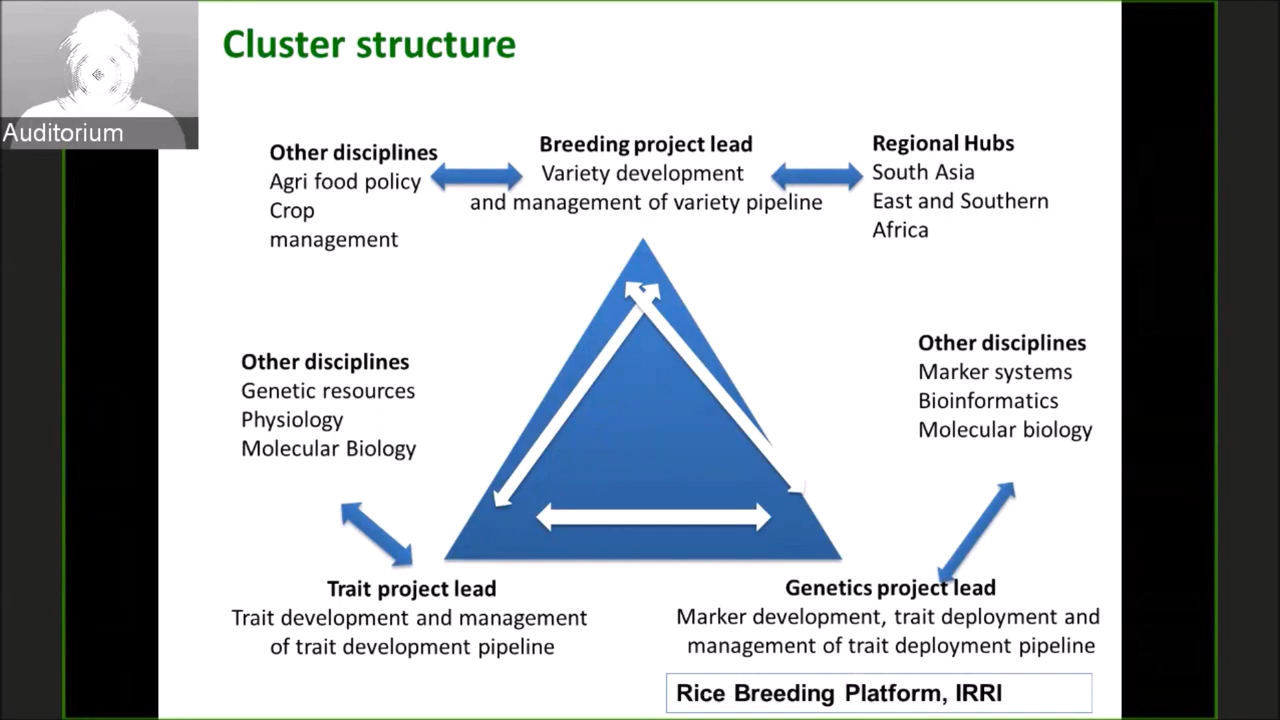 Cluster structure
Auditorium
Other disciplines
Agri food policy
Crop
management
Breeding project lead
Variety development
and management of variety pipeline
Regional Hubs
South Asia
East and Southern
Africa
Other disciplines
Genetic resources
Physiology
Molecular Biology
Other disciplines
Marker systems
Bioinformatics
Molecular biology
Trait project lead
Trait development and management
of trait development pipeline
Genetics project lead
Marker development, trait deployment and
management of trait deployment pipeline
Rice Breeding Platform, IRRI